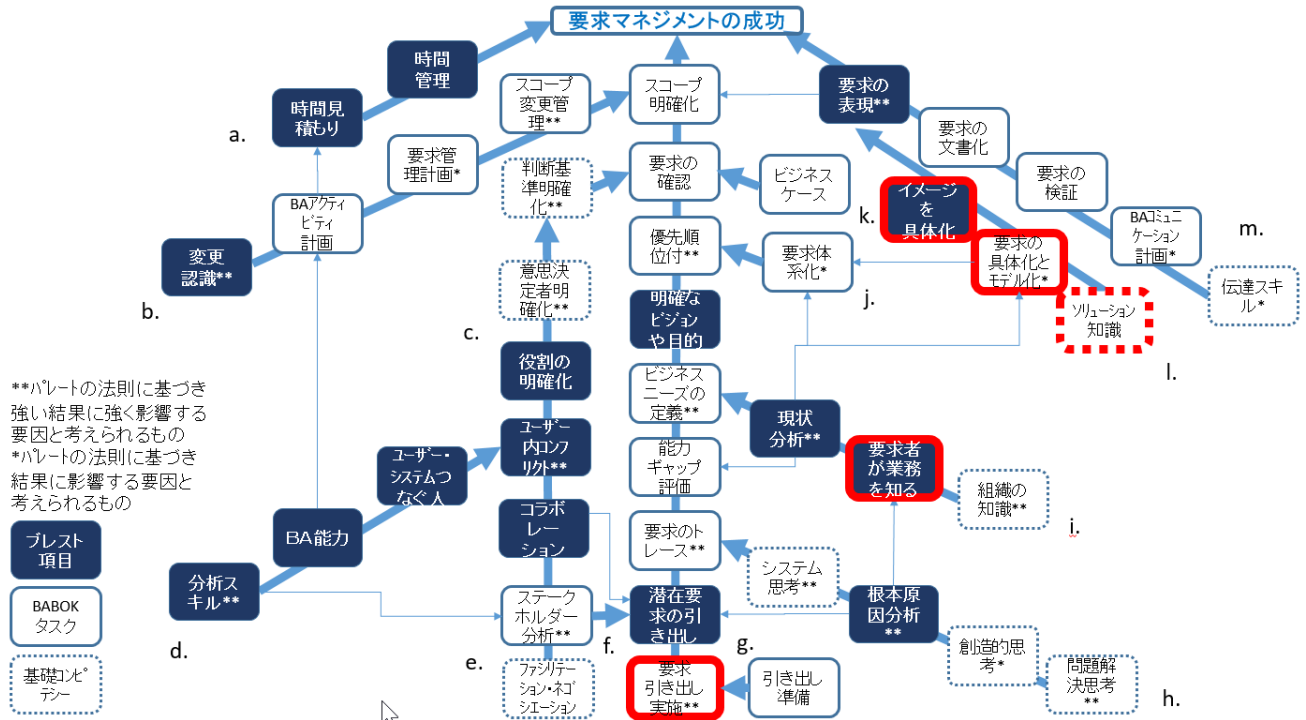 要求マネジメントの成功
時間
管理
スコープ
変更管
理**
スコープ
明確化
要求の
表現**
時間見
積もり
a.
要求の
文書化
要求管
理計画*
判断基
準明確
化**
要求の
確認
ビジネス
ケース
要求の
検証
k.
イメージ
を
具体化
BAアクティ
ビティ
計画
BAコミュニ
ケーション
計画*
m.
変更
認識**
b.
意思決
定者明
確化**
c.
優先順
位付**
要求体
系化*
j.
要求の
具体化と
モデル化*
伝達スキ
ル*
ソリューション
知識
l.
明確な
ビジョン
や目的
役割の
明確化
**パレートの法則に基づき
強い結果に強く影響する
要因と考えられるもの
*パレートの法則に基づき
結果に影響する要因と
考えられるもの
ビジネス
ニーズの
定義**
現状
分析**
ユーザー・
システムつ
なぐ人
ユーザー
内コンフ
リクト**
能力
ギャップ
評価
要求者
が業務
を知る
組織の
知識**
i.
BA能力
コラボ
レー
ション
要求のト
レース**
ブレスト
項目
分析ス
キル**
d.
システム
思考**
BABOK
タスク
ステーク
ホルダー
分析**
f.
潜在要
求の引
き出し
g.
根本原
因分析
**
創造的思
考*
問題解
決思考
**
h.
基礎コンピ
テシー
e.
ファシリテー
ション・ネゴ
シエーション
要求
引き出し
実施**
引き出し
準備